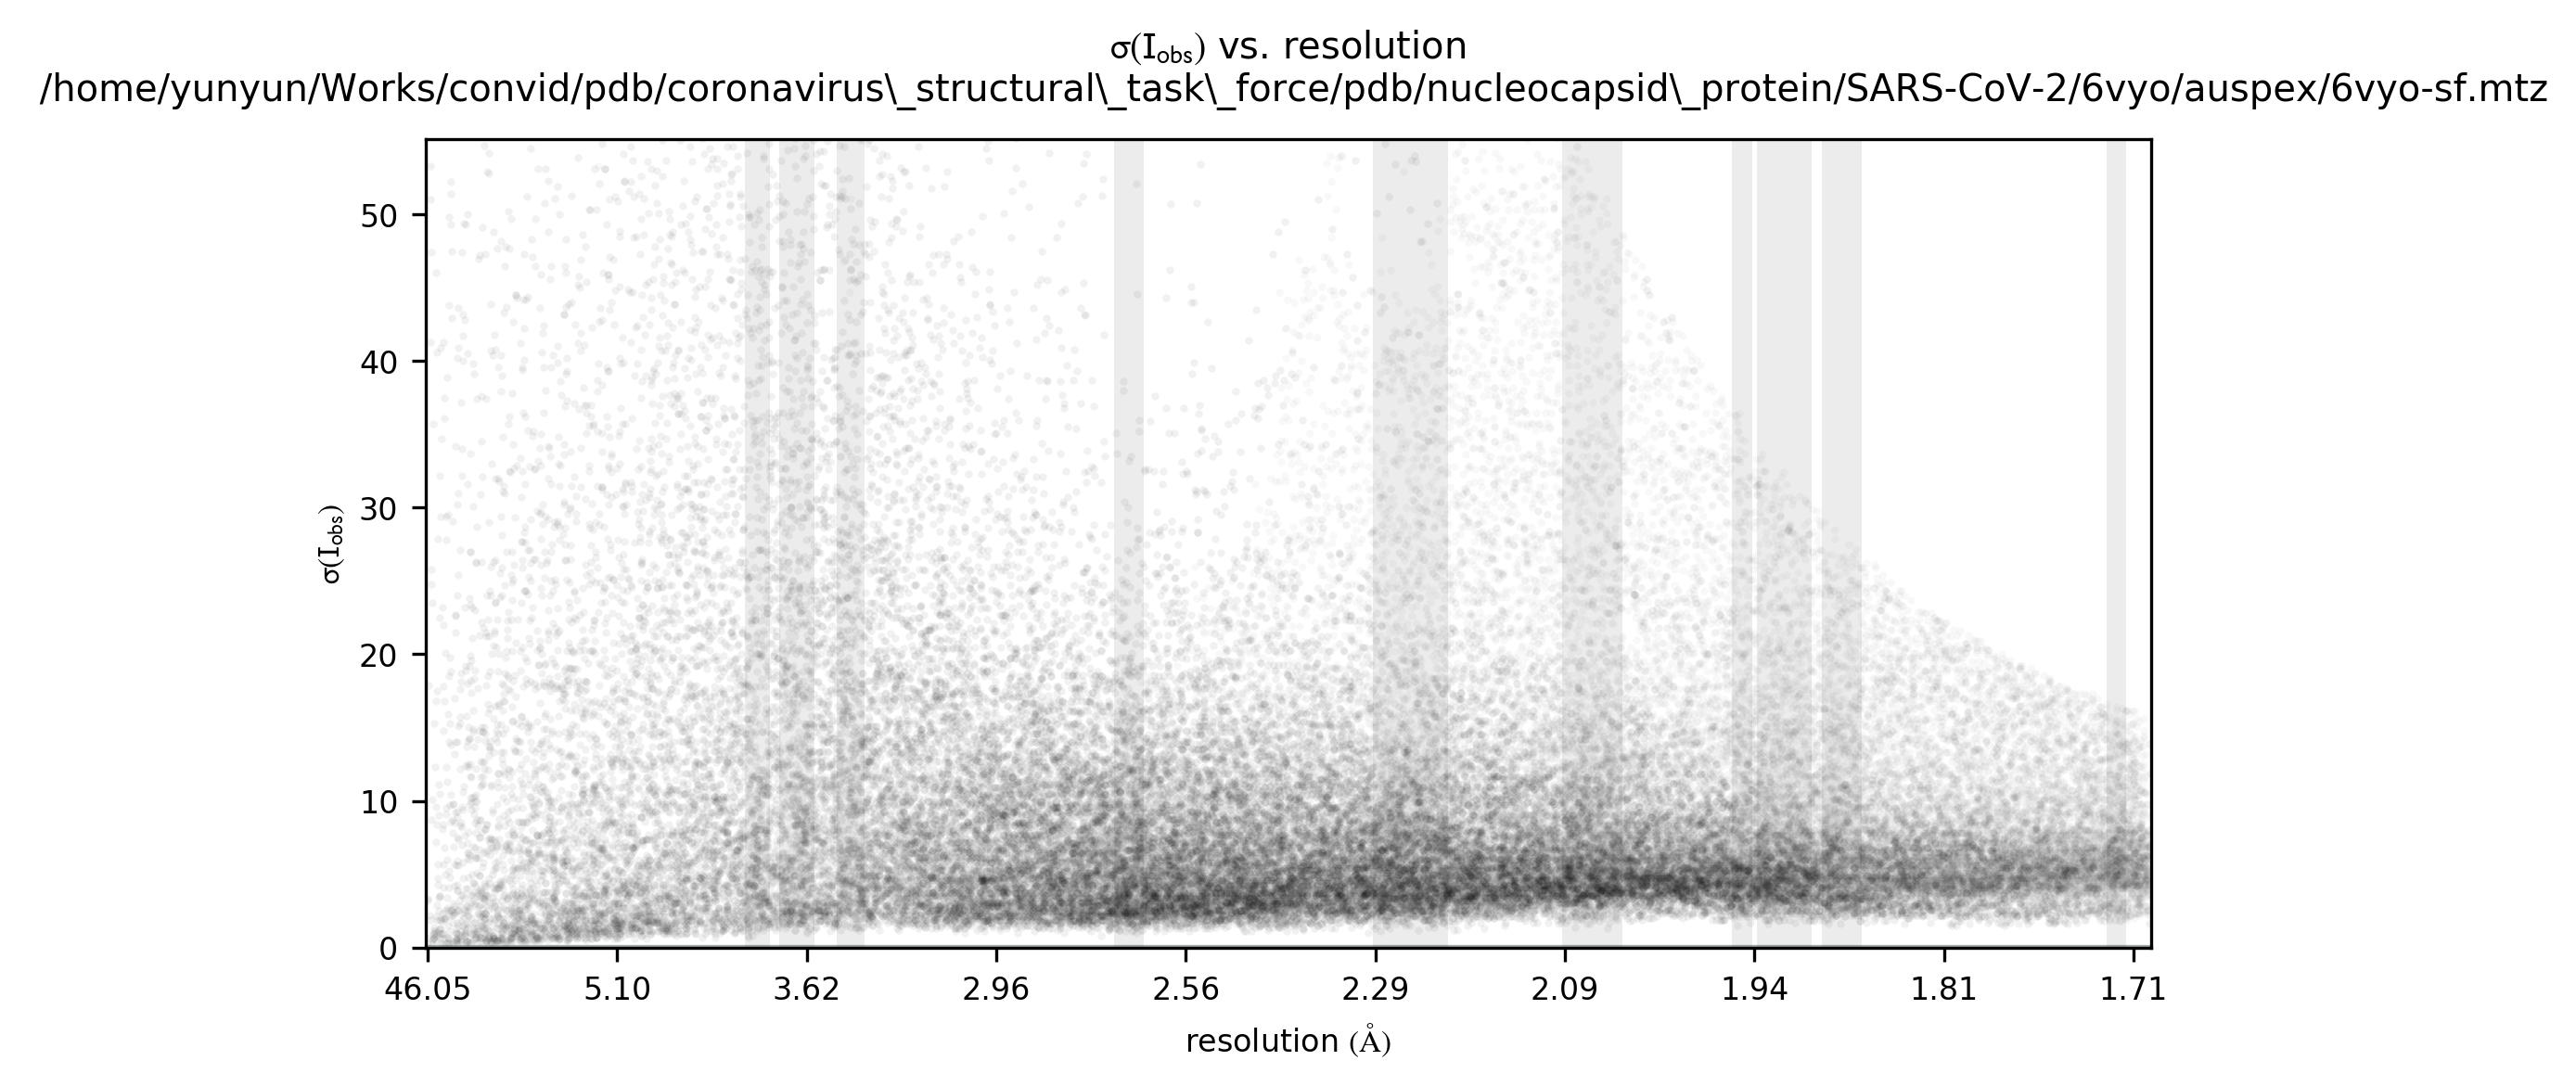 σ(I_obs) vs. resolution
/home/yunyun/Works/convid/pdb/coronavirus\_structural\_task\_force/pdb/nucleocapsid\_protein/SARS-CoV-2/6vyo/auspex/6vyo-sf.mtz
50
40
30
20
10
0
σ(I_obs)
46.05 5.10 3.62 2.96 2.56 2.29 2.09 1.94 1.81 1.71
resolution (Å)